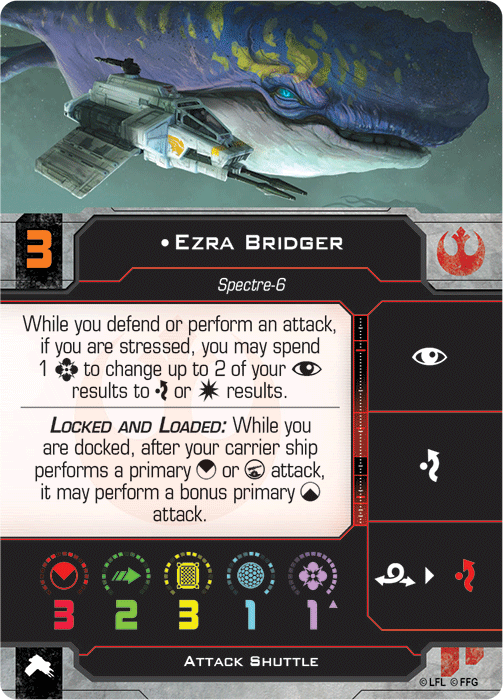 3
•Ezra Bridger
Spectre-6
While you defend or perform an attack,
if you are stressed, you may spend
1 to change up to 2 of your
results to or results.
Locked and Loaded: While you
are docked, after your carrier ship
performs a primary or attack,
it may perform a bonus primary
attack.
3 2 3 1 1
Attack Shuttle
© LFL © FFG